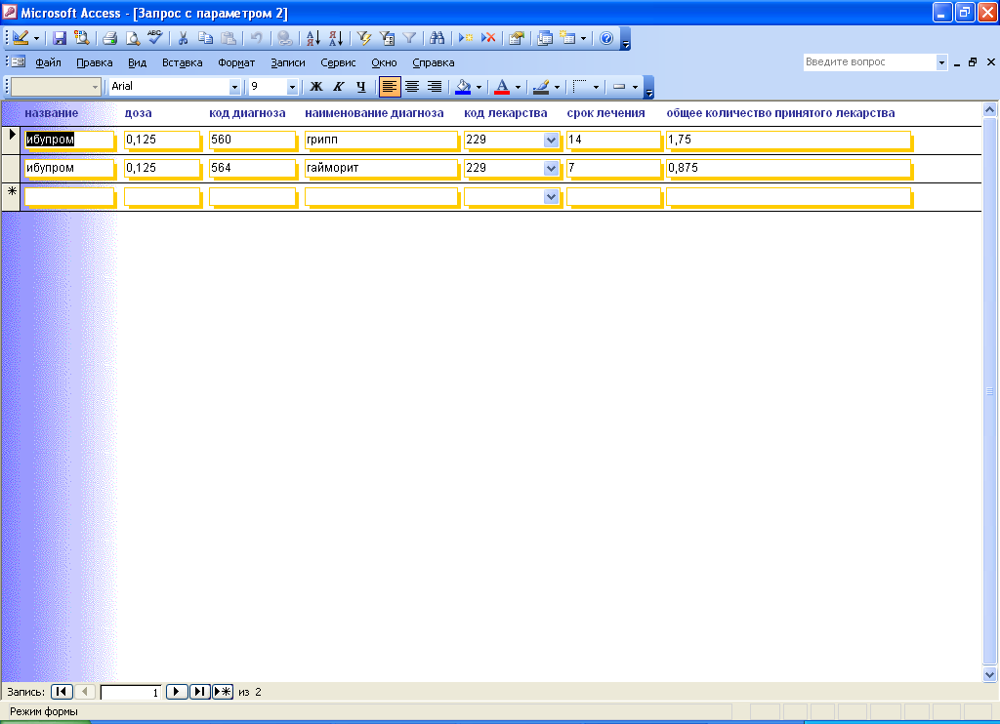 Microsoft Access - [Запрос с параметром 2]
Файл Правка Вид Вставка Формат Записи Сервис Окно Справка Введите вопрос
Arial 9 Ж К Ч
название доза код диагноза наименование диагноза код лекарства срок лечения общее количество принятого лекарства
ибупром 0,125 560 грипп 229 14 1,75
ибупром 0,125 564 гайморит 229 7 0,875
Запись: 1 из 2
Режим формы